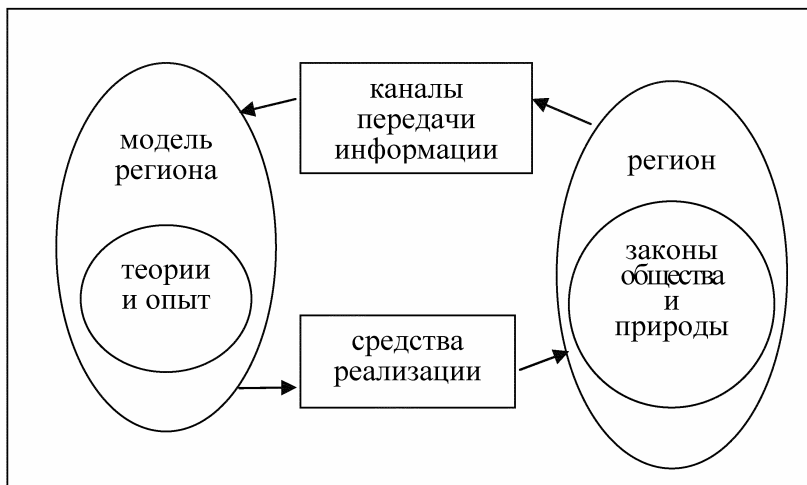 каналы
передачи
информации
модель
региона
регион
теории
и опыт
законы
общества
и
природы
средства
реализации